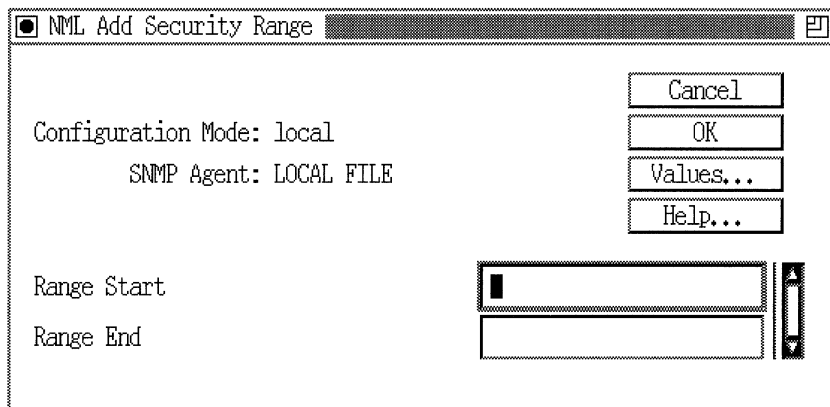 NML Add Security Range
Cancel
Configuration Mode: local
OK
SNMP Agent: LOCAL FILE
Values...
Help...
Range Start
Range End